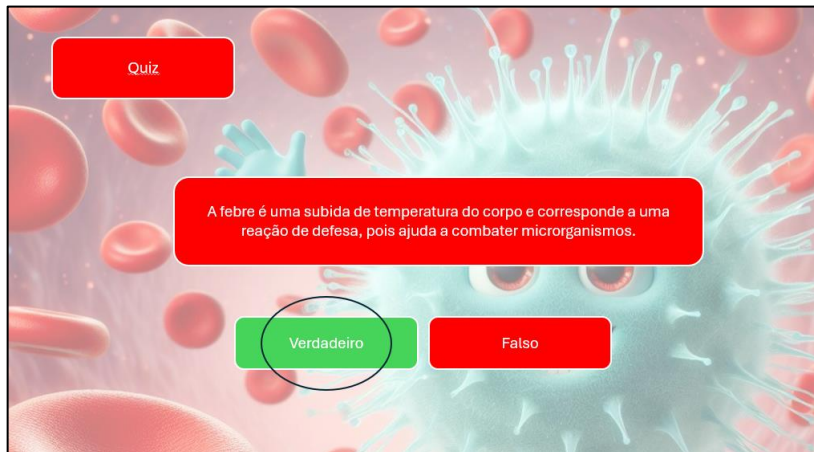 Quiz
A febre é uma subida de temperatura do corpo e corresponde a uma
reação de defesa, pois ajuda a combater microrganismos.
Verdadeiro
Falso